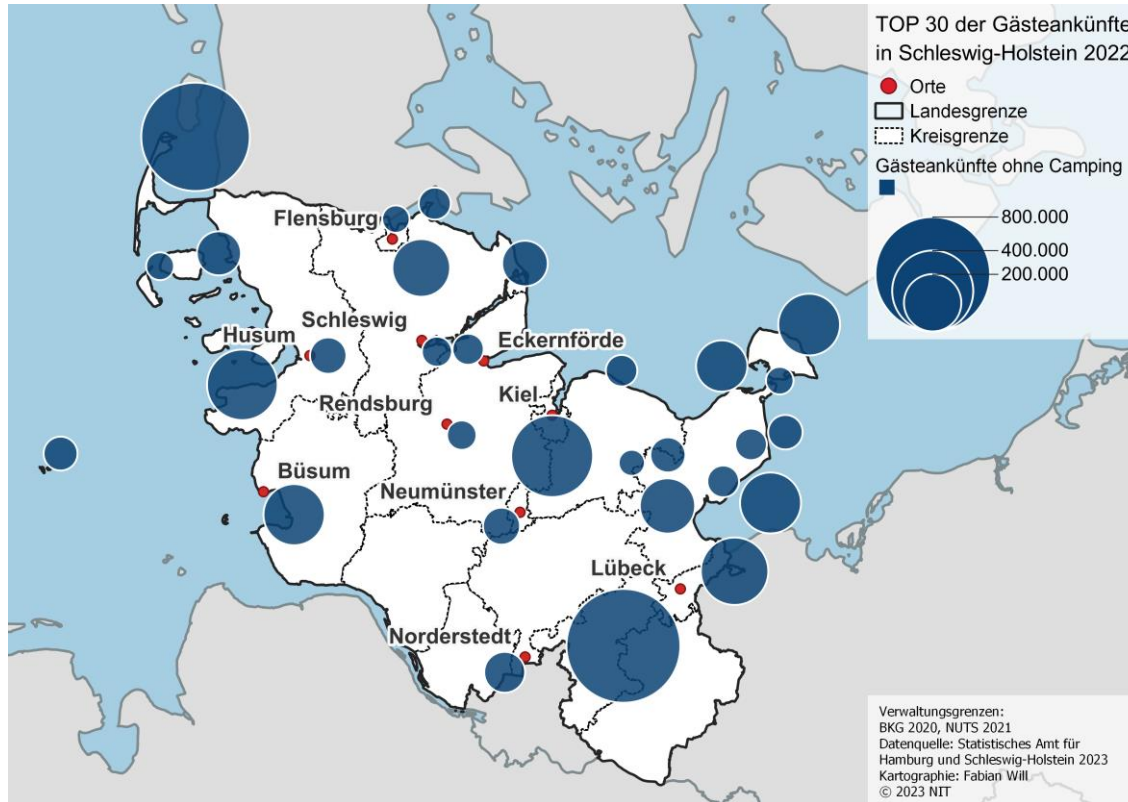 TOP 30 der Gästeankünfte
in Schleswig-Holstein 2022
Orte
Landesgrenze
Kreisgrenze
Gästeankünfte ohne Camping
800.000
400.000
200.000
Flensburg
Schleswig
Husum
Eckernförde
Rendsburg
Kiel
Büsum
Neumünster
Lübeck
Norderstedt
Verwaltungsgrenzen:
BKG 2020, NUTS 2021
Datenquelle: Statistisches Amt für
Hamburg und Schleswig-Holstein 2023
Kartographie: Fabian Will
© 2023 NIT